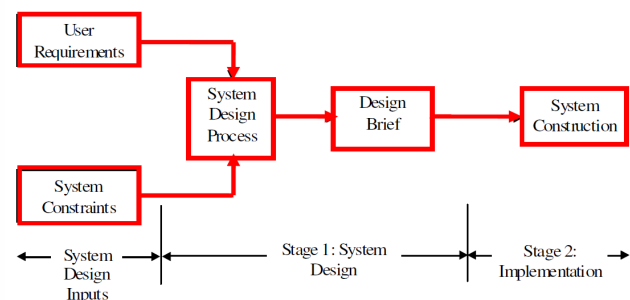 User
Requirements
System
Design
Process
Design
Brief
System
Construction
System
Constraints
System
Design
Inputs
Stage 1: System
Design
Stage 2:
Implementation